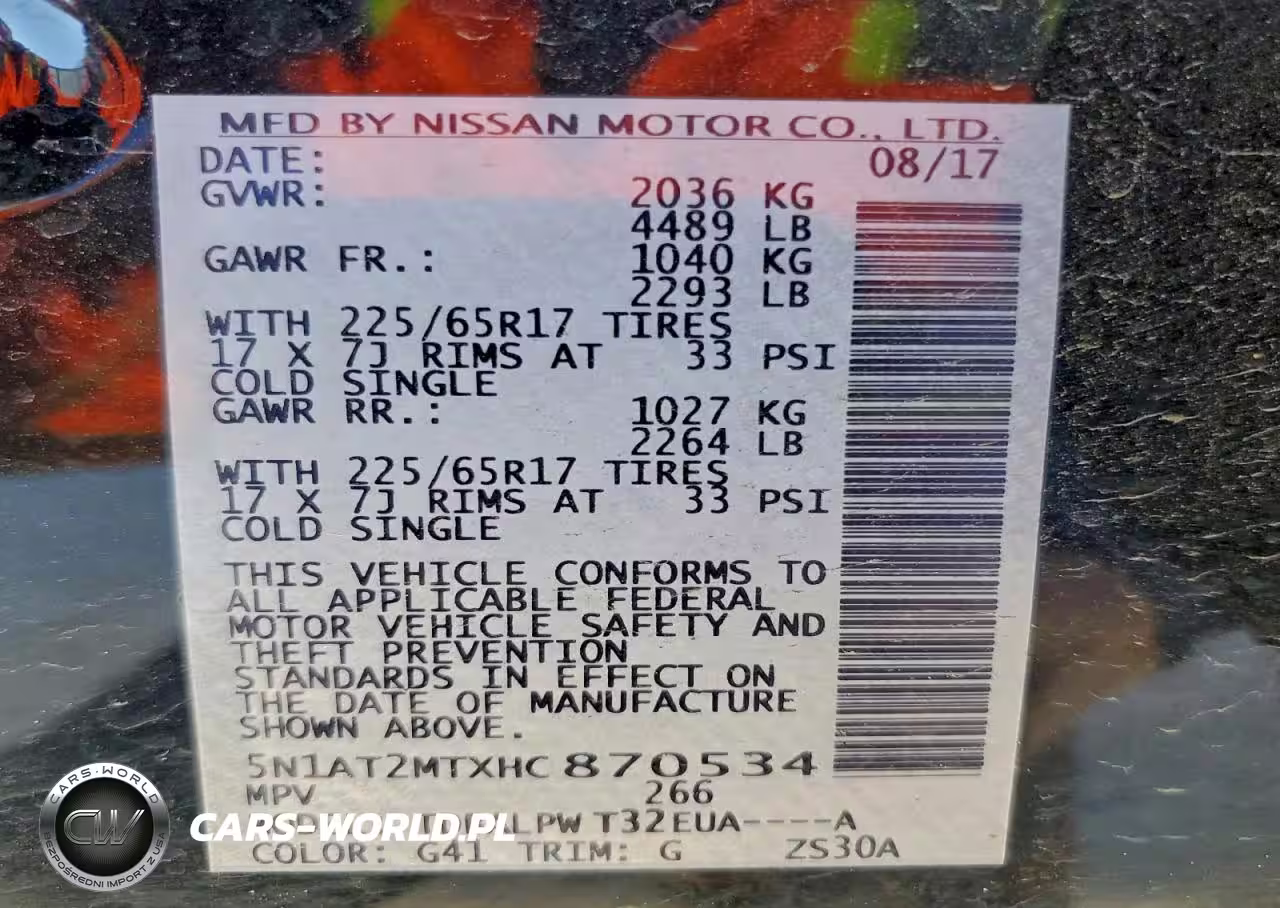 MFD BY NISSAN MOTOR CO., LTD.
DATE: 08/17
GVWR: 2036 KG
4489 LB
GAWR FR.: 1040 KG
2293 LB
WITH 225/65R17 TIRES
17 X 7J RIMS AT 33 PSI
COLD SINGLE
GAWR RR.: 1027 KG
2264 LB
WITH 225/65R17 TIRES
17 X 7J RIMS AT 33 PSI
COLD SINGLE
THIS VEHICLE CONFORMS TO
ALL APPLICABLE FEDERAL
MOTOR VEHICLE SAFETY AND
THEFT PREVENTION
STANDARDS IN EFFECT ON
THE DATE OF MANUFACTURE
SHOWN ABOVE.
5N1AT2MTXHC870534
MPV 266
LPW T32EUA----A
COLOR: G41 TRIM: G ZS30A
CARS-WORLD
CW
BEZPOŚREDNI IMPORT Z USA
CARS-WORLD.PL